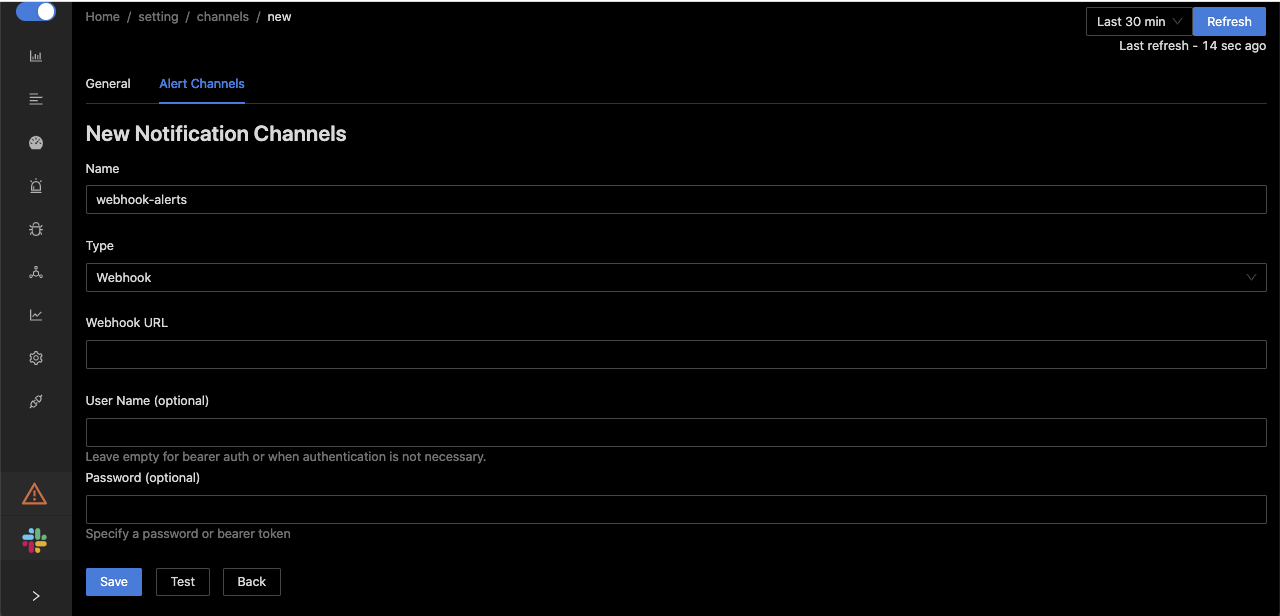 Home / setting / channels / new
Last 30 min
Refresh
Last refresh - 14 sec ago
General
Alert Channels
New Notification Channels
Name
webhook-alerts
Type
Webhook
Webhook URL
User Name (optional)
Leave empty for bearer auth or when authentication is not necessary.
Password (optional)
Specify a password or bearer token
Save
Test
Back